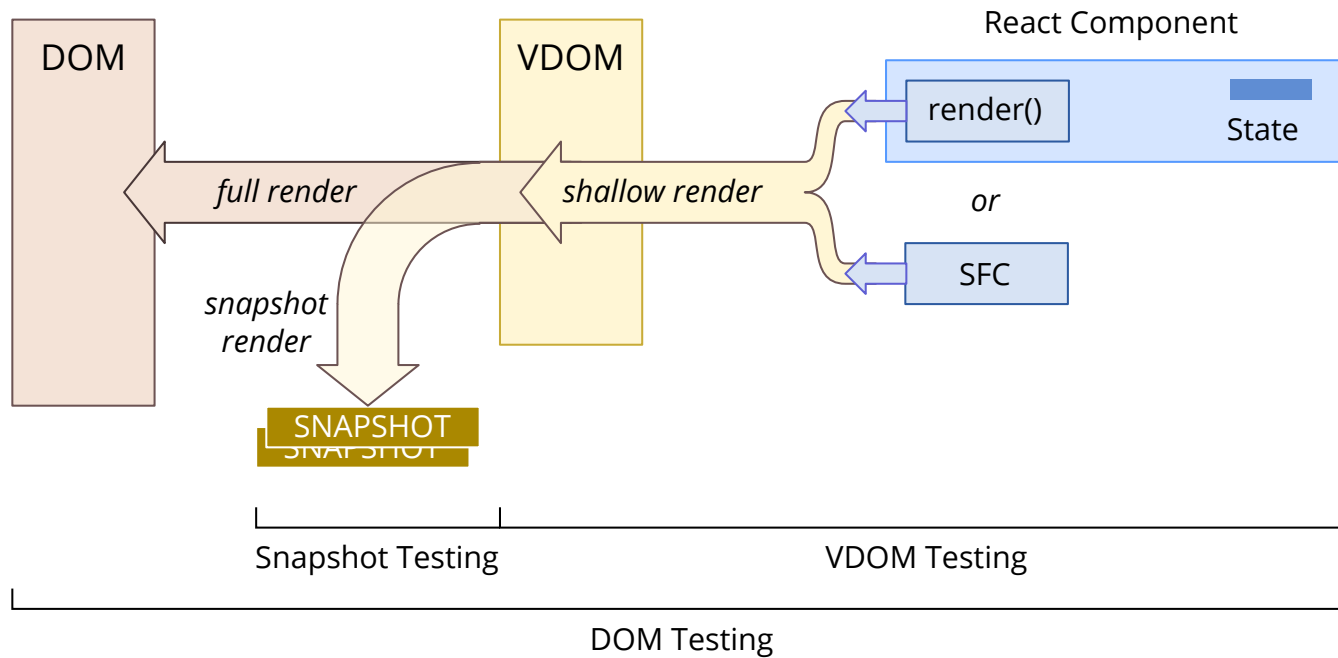 React Component
DOM
VDOM
render()
State
full render
shallow render
or
SFC
snapshot
render
SNAPSHOT
SNAPSHOT
Snapshot Testing
VDOM Testing
DOM Testing